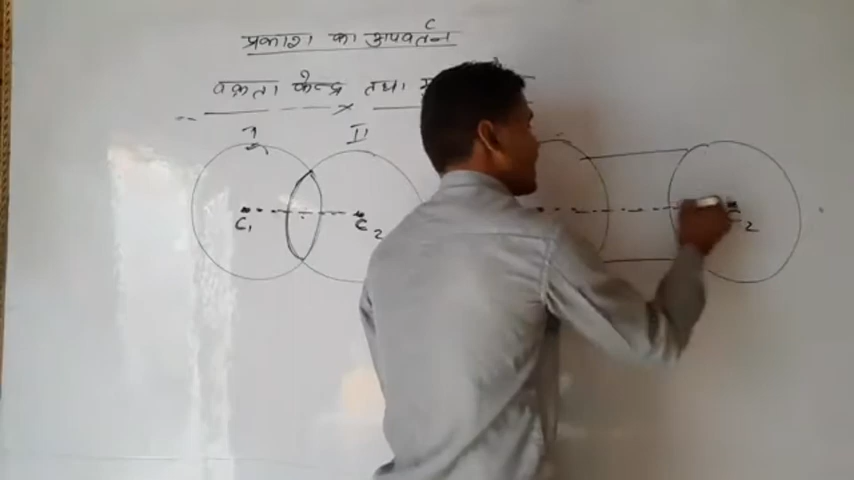 C
प्रकाश का अपवर्तन
वक्रता केन्द्र तथा
I II
C₁ C₂ C₂